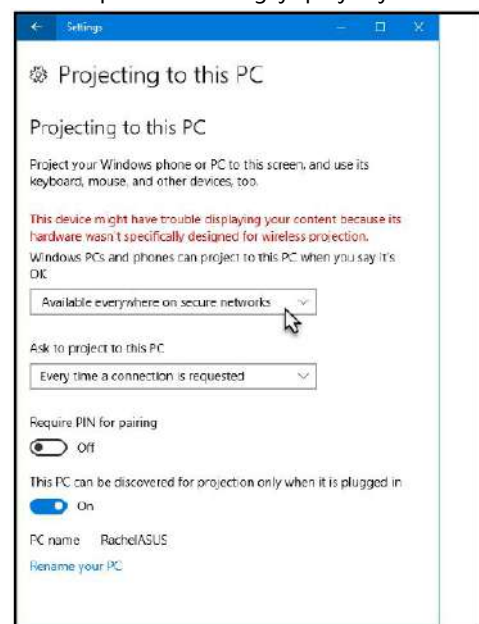 Settings
Projecting to this PC
Projecting to this PC
Project your Windows phone or PC to this screen, and use its
keyboard, mouse, and other devices, too.
This device might have trouble displaying your content because its
hardware wasn't specifically designed for wireless projection.
Windows PCs and phones can project to this PC when you say it's
OK
Available everywhere on secure networks
Ask to project to this PC
Every time a connection is requested
Require PIN for pairing
Off
This PC can be discovered for projection only when it is plugged in
On
PC name RachelASUS
Rename your PC